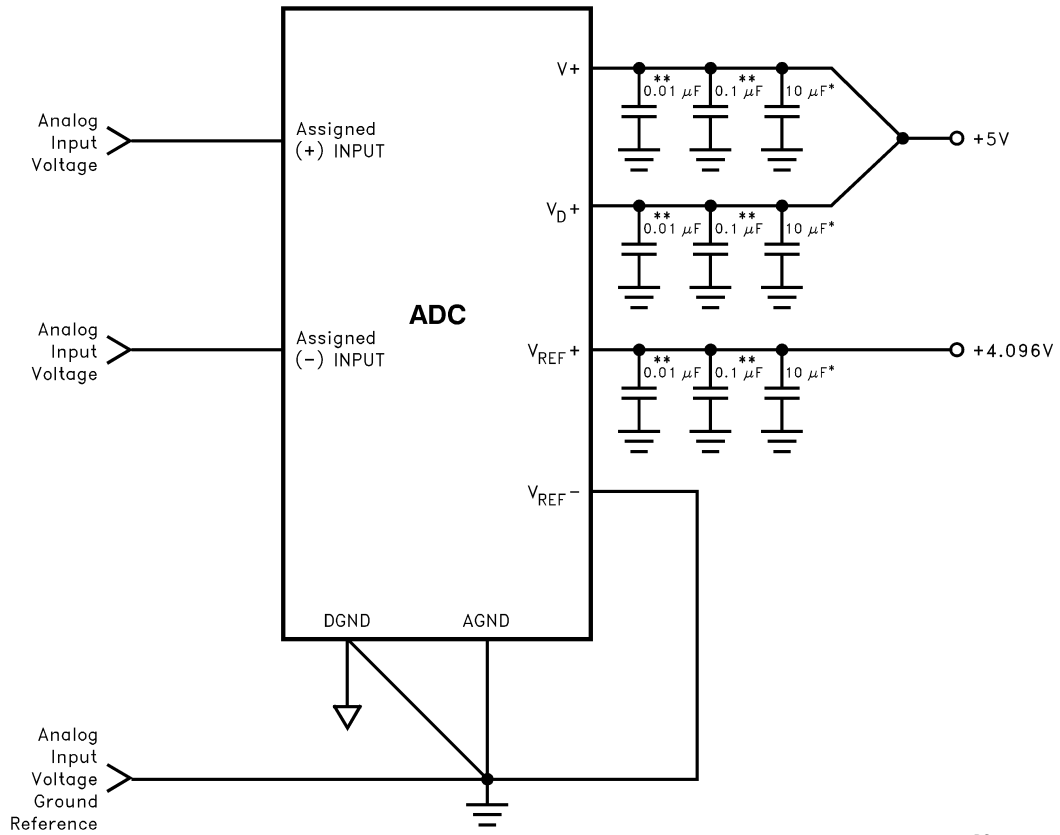 V+
**
0.01 μF
**
0.1 μF
10 μF*
Analog
Input
Voltage
Assigned
(+) INPUT
+5V
VD+
**
0.01 μF
**
0.1 μF
10 μF*
ADC
Analog
Input
Voltage
Assigned
(−) INPUT
VREF+
**
0.01 μF
**
0.1 μF
10 μF*
+4.096V
VREF−
DGND
AGND
Analog
Input
Voltage
Ground
Reference